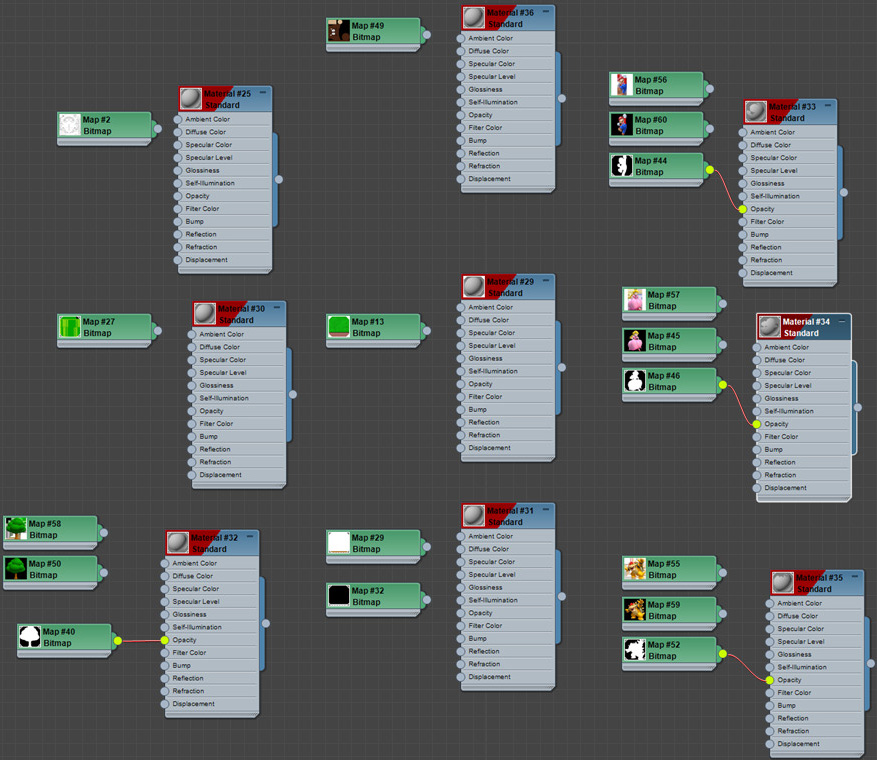 Map #49
Bitmap
Material #36
Standard
Ambient Color
Diffuse Color
Specular Color
Specular Level
Glossiness
Self-Illumination
Opacity
Filter Color
Bump
Reflection
Refraction
Displacement
Map #2
Bitmap
Material #25
Standard
Ambient Color
Diffuse Color
Specular Color
Specular Level
Glossiness
Self-Illumination
Opacity
Filter Color
Bump
Reflection
Refraction
Displacement
Map #56
Bitmap
Map #60
Bitmap
Map #44
Bitmap
Material #33
Standard
Ambient Color
Diffuse Color
Specular Color
Specular Level
Glossiness
Self-Illumination
Opacity
Filter Color
Bump
Reflection
Refraction
Displacement
Map #27
Bitmap
Material #30
Standard
Ambient Color
Diffuse Color
Specular Color
Specular Level
Glossiness
Self-Illumination
Opacity
Filter Color
Bump
Reflection
Refraction
Displacement
Map #13
Bitmap
Material #29
Standard
Ambient Color
Diffuse Color
Specular Color
Specular Level
Glossiness
Self-Illumination
Opacity
Filter Color
Bump
Reflection
Refraction
Displacement
Map #57
Bitmap
Map #45
Bitmap
Map #46
Bitmap
Material #34
Standard
Ambient Color
Diffuse Color
Specular Color
Specular Level
Glossiness
Self-Illumination
Opacity
Filter Color
Bump
Reflection
Refraction
Displacement
Map #58
Bitmap
Map #50
Bitmap
Map #40
Bitmap
Material #32
Standard
Ambient Color
Diffuse Color
Specular Color
Specular Level
Glossiness
Self-Illumination
Opacity
Filter Color
Bump
Reflection
Refraction
Displacement
Map #29
Bitmap
Map #32
Bitmap
Material #31
Standard
Ambient Color
Diffuse Color
Specular Color
Specular Level
Glossiness
Self-Illumination
Opacity
Filter Color
Bump
Reflection
Refraction
Displacement
Map #55
Bitmap
Map #59
Bitmap
Map #52
Bitmap
Material #35
Standard
Ambient Color
Diffuse Color
Specular Color
Specular Level
Glossiness
Self-Illumination
Opacity
Filter Color
Bump
Reflection
Refraction
Displacement